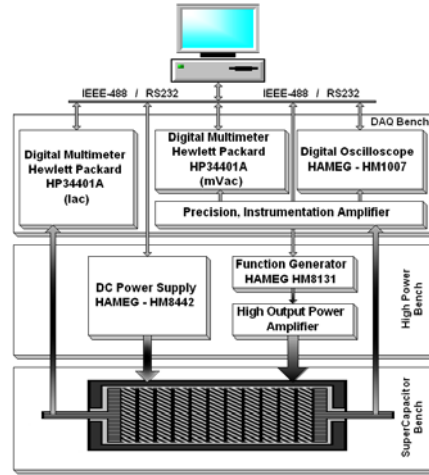 IEEE-488 / RS232
IEEE-488 / RS232
DAQ Bench
Digital Multimeter
Hewlett Packard
HP34401A
(Iac)
Digital Multimeter
Hewlett Packard
HP34401A
(mVac)
Digital Oscilloscope
HAMEG - HM1007
Precision, Instrumentation Amplifier
DC Power Supply
HAMEG - HM8442
Function Generator
HAMEG HM8131
High Output Power
Amplifier
High Power
Bench
SuperCapacitor
Bench